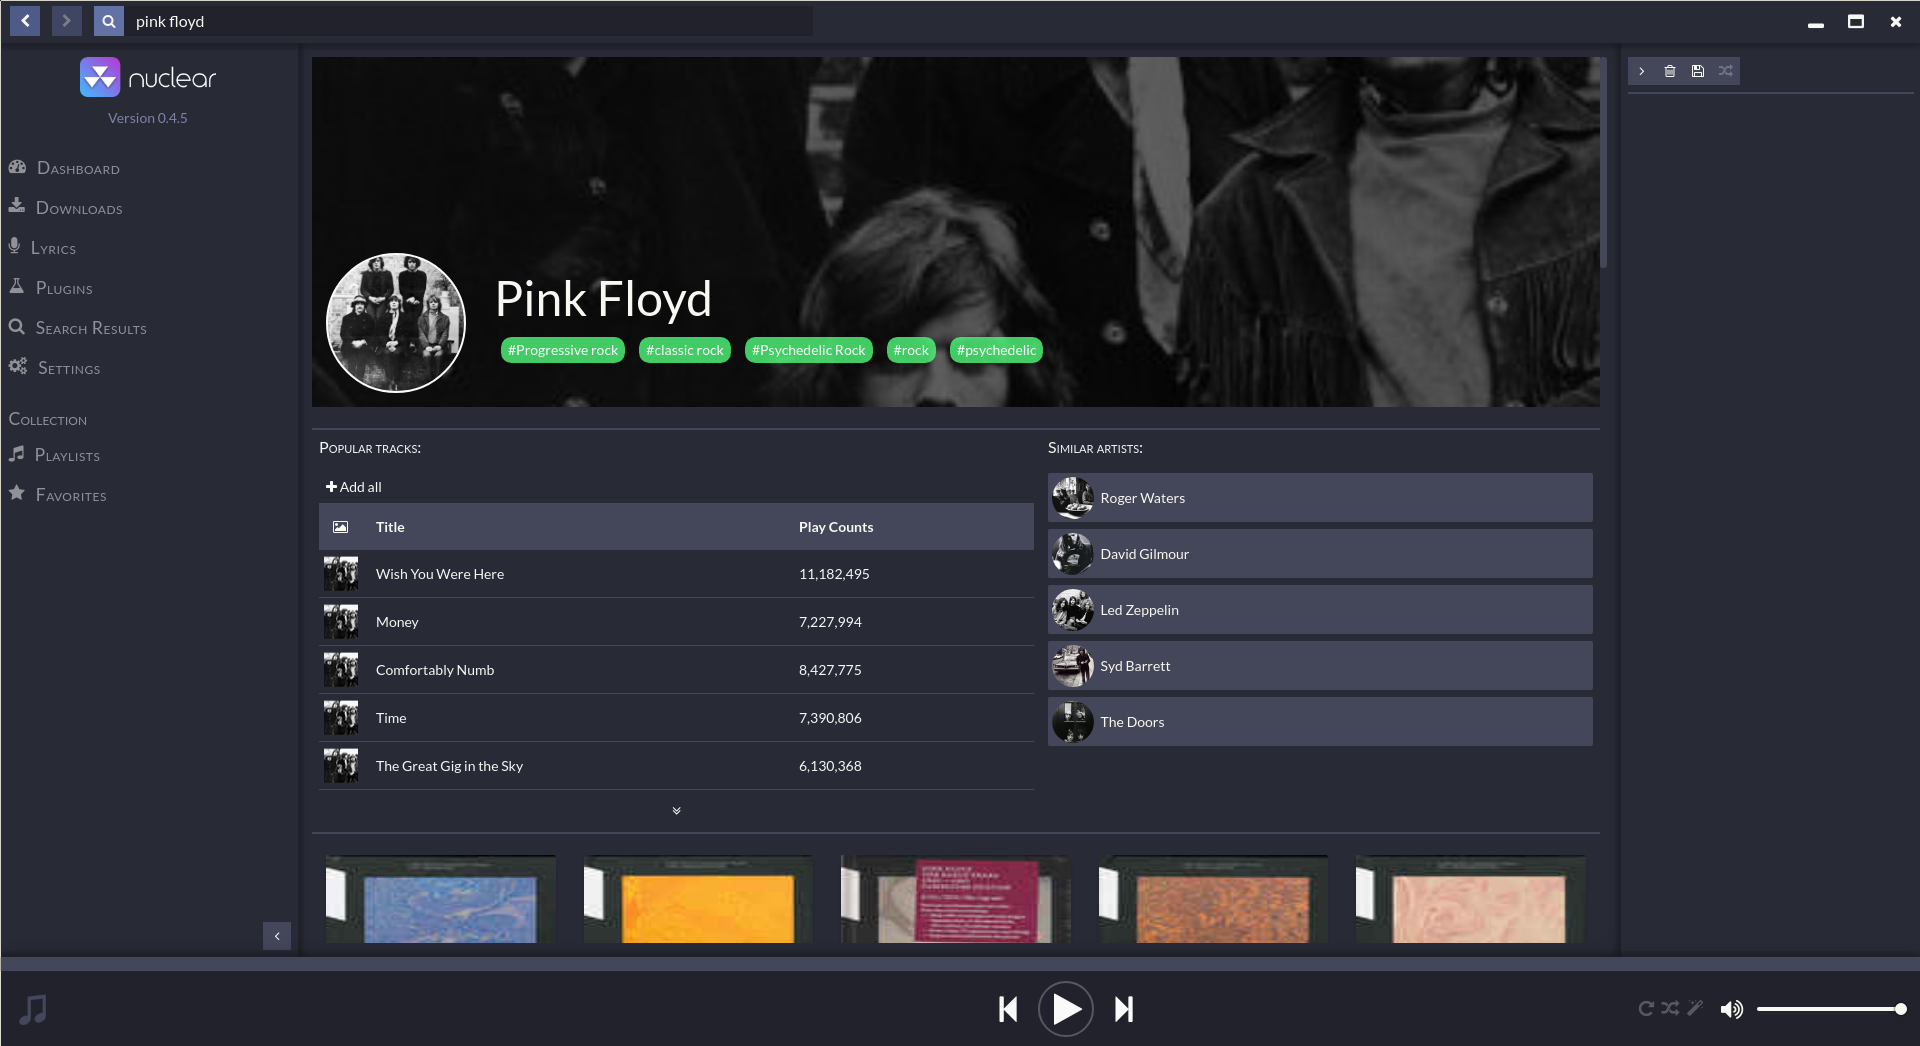 pink floyd
nuclear
Version 0.4.5
Dashboard
Downloads
Lyrics
Plugins
Search Results
Settings
Collection
Playlists
Favorites
Pink Floyd
#Progressive rock #classic rock #Psychedelic Rock #rock #psychedelic
Popular tracks:
Add all
Title Play Counts
Wish You Were Here 11,182,495
Money 7,227,994
Comfortably Numb 8,427,775
Time 7,390,806
The Great Gig in the Sky 6,130,368
Similar artists:
Roger Waters
David Gilmour
Led Zeppelin
Syd Barrett
The Doors